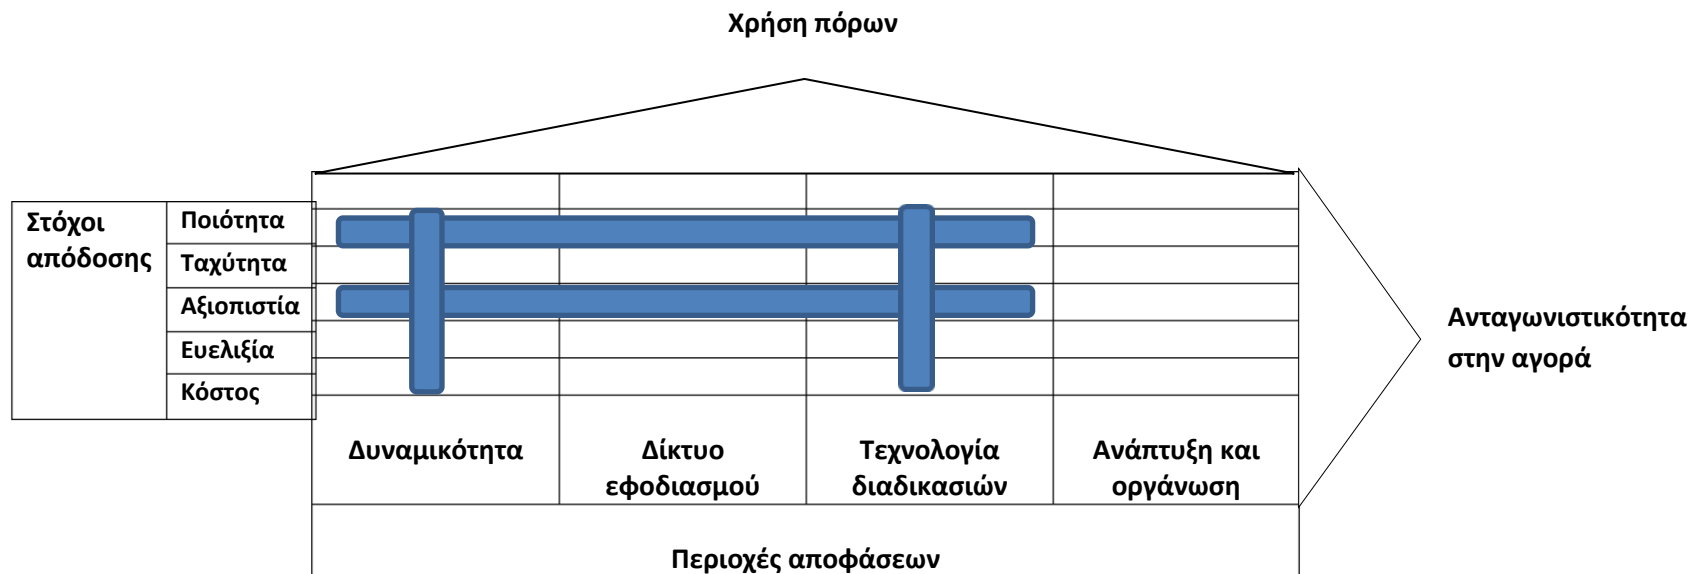 Χρήση πόρων
Στόχοι
απόδοσης
Ποιότητα
Ταχύτητα
Αξιοπιστία
Ευελιξία
Κόστος
Ανταγωνιστικότητα
στην αγορά
Δυναμικότητα
Δίκτυο
εφοδιασμού
Τεχνολογία
διαδικασιών
Ανάπτυξη και
οργάνωση
Περιοχές αποφάσεων